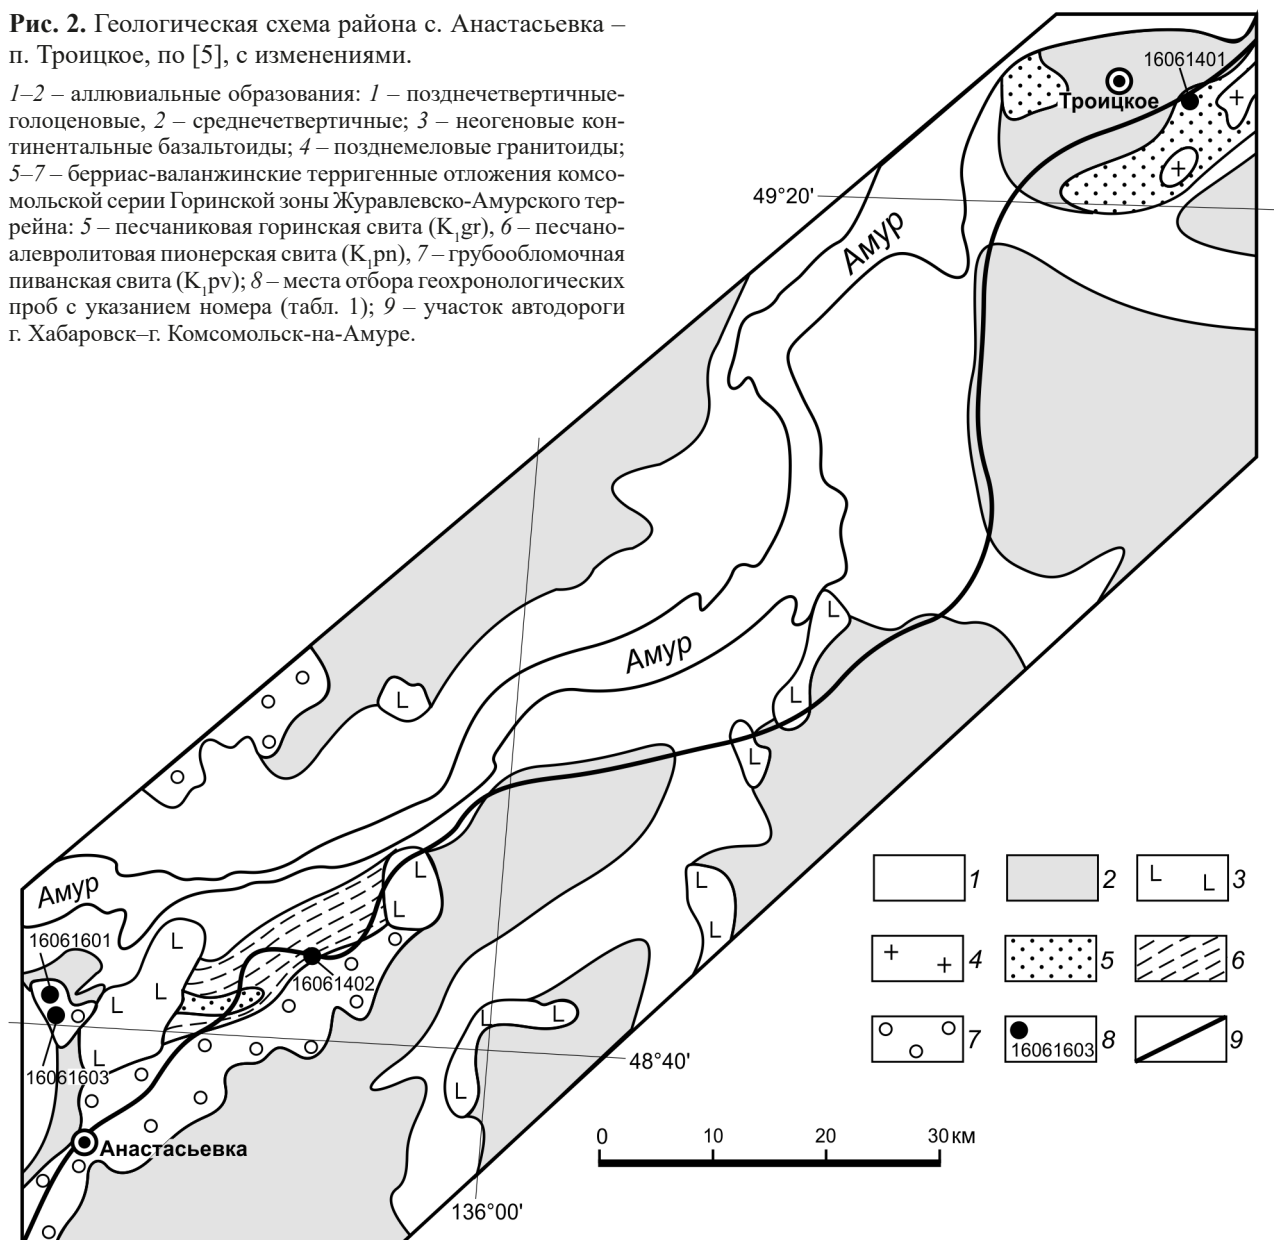 Рис. 2. Геологическая схема района с. Анастасьевка –
п. Троицкое, по [5], с изменениями.
1–2 – аллювиальные образования: 1 – позднечетвертичные-
голоценовые, 2 – среднечетвертичные; 3 – неогеновые кон-
тинентальные базальтоиды; 4 – позднемеловые гранитоиды;
5–7 – берриас-валанжинские терригенные отложения комсо-
мольской серии Горинской зоны Журавлевско-Амурского тер-
рейна: 5 – песчаниковая горинская свита (K1gr), 6 – песчано-
алевролитовая пионерская свита (K1pn), 7 – грубообломочная
пиванская свита (K1pv); 8 – места отбора геохронологических
проб с указанием номера (табл. 1); 9 – участок автодороги
г. Хабаровск–г. Комсомольск-на-Амуре.
16061401
+
Троицкое
+
49°20'
Амур
L
Амур
L
L
L
L
L
L
L
Амур
L
16061601
16061402
L
L
L
L
L
L
48°40'
16061603
Анастасьевка
136°00'
1
2
L L
3
+ +
4
5
6
7
16061603
8
9
0 10 20 30 км